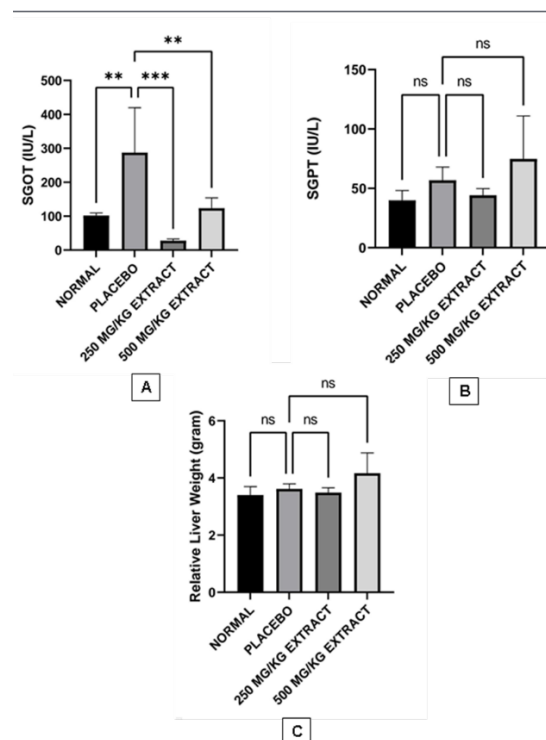 ** 
** ***
SGOT (IU/L)
500
400
300
200
100
0
NORMAL
PLACEBO
250 MG/KG EXTRACT
500 MG/KG EXTRACT
A
ns
ns ns
SGPT (IU/L)
150
100
50
0
NORMAL
PLACEBO
250 MG/KG EXTRACT
500 MG/KG EXTRACT
B
ns
ns ns
Relative Liver Weight (gram)
6
4
2
0
NORMAL
PLACEBO
250 MG/KG EXTRACT
500 MG/KG EXTRACT
C